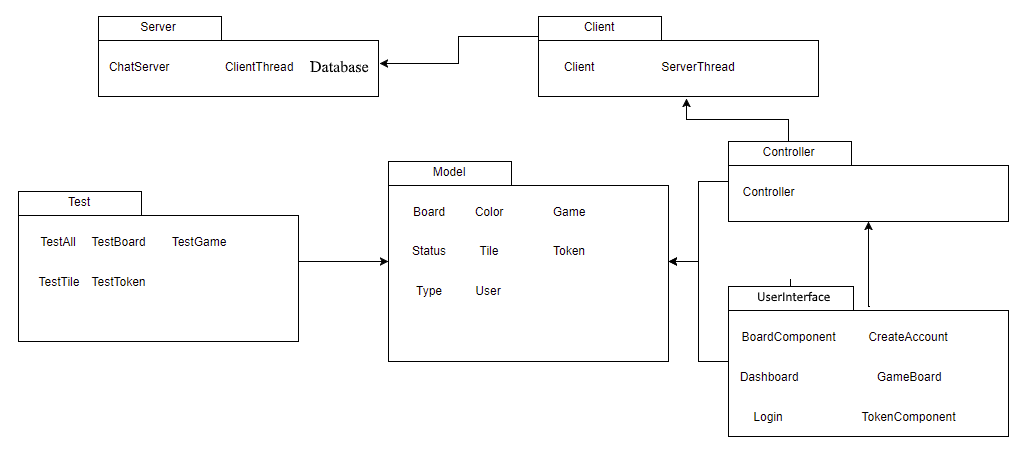 Server
ChatServer ClientThread Database
Client
Client ServerThread
Controller
Controller
Model
Board Color Game
Status Tile Token
Type User
Test
TestAll TestBoard TestGame
TestTile TestToken
UserInterface
BoardComponent CreateAccount
Dashboard GameBoard
Login TokenComponent